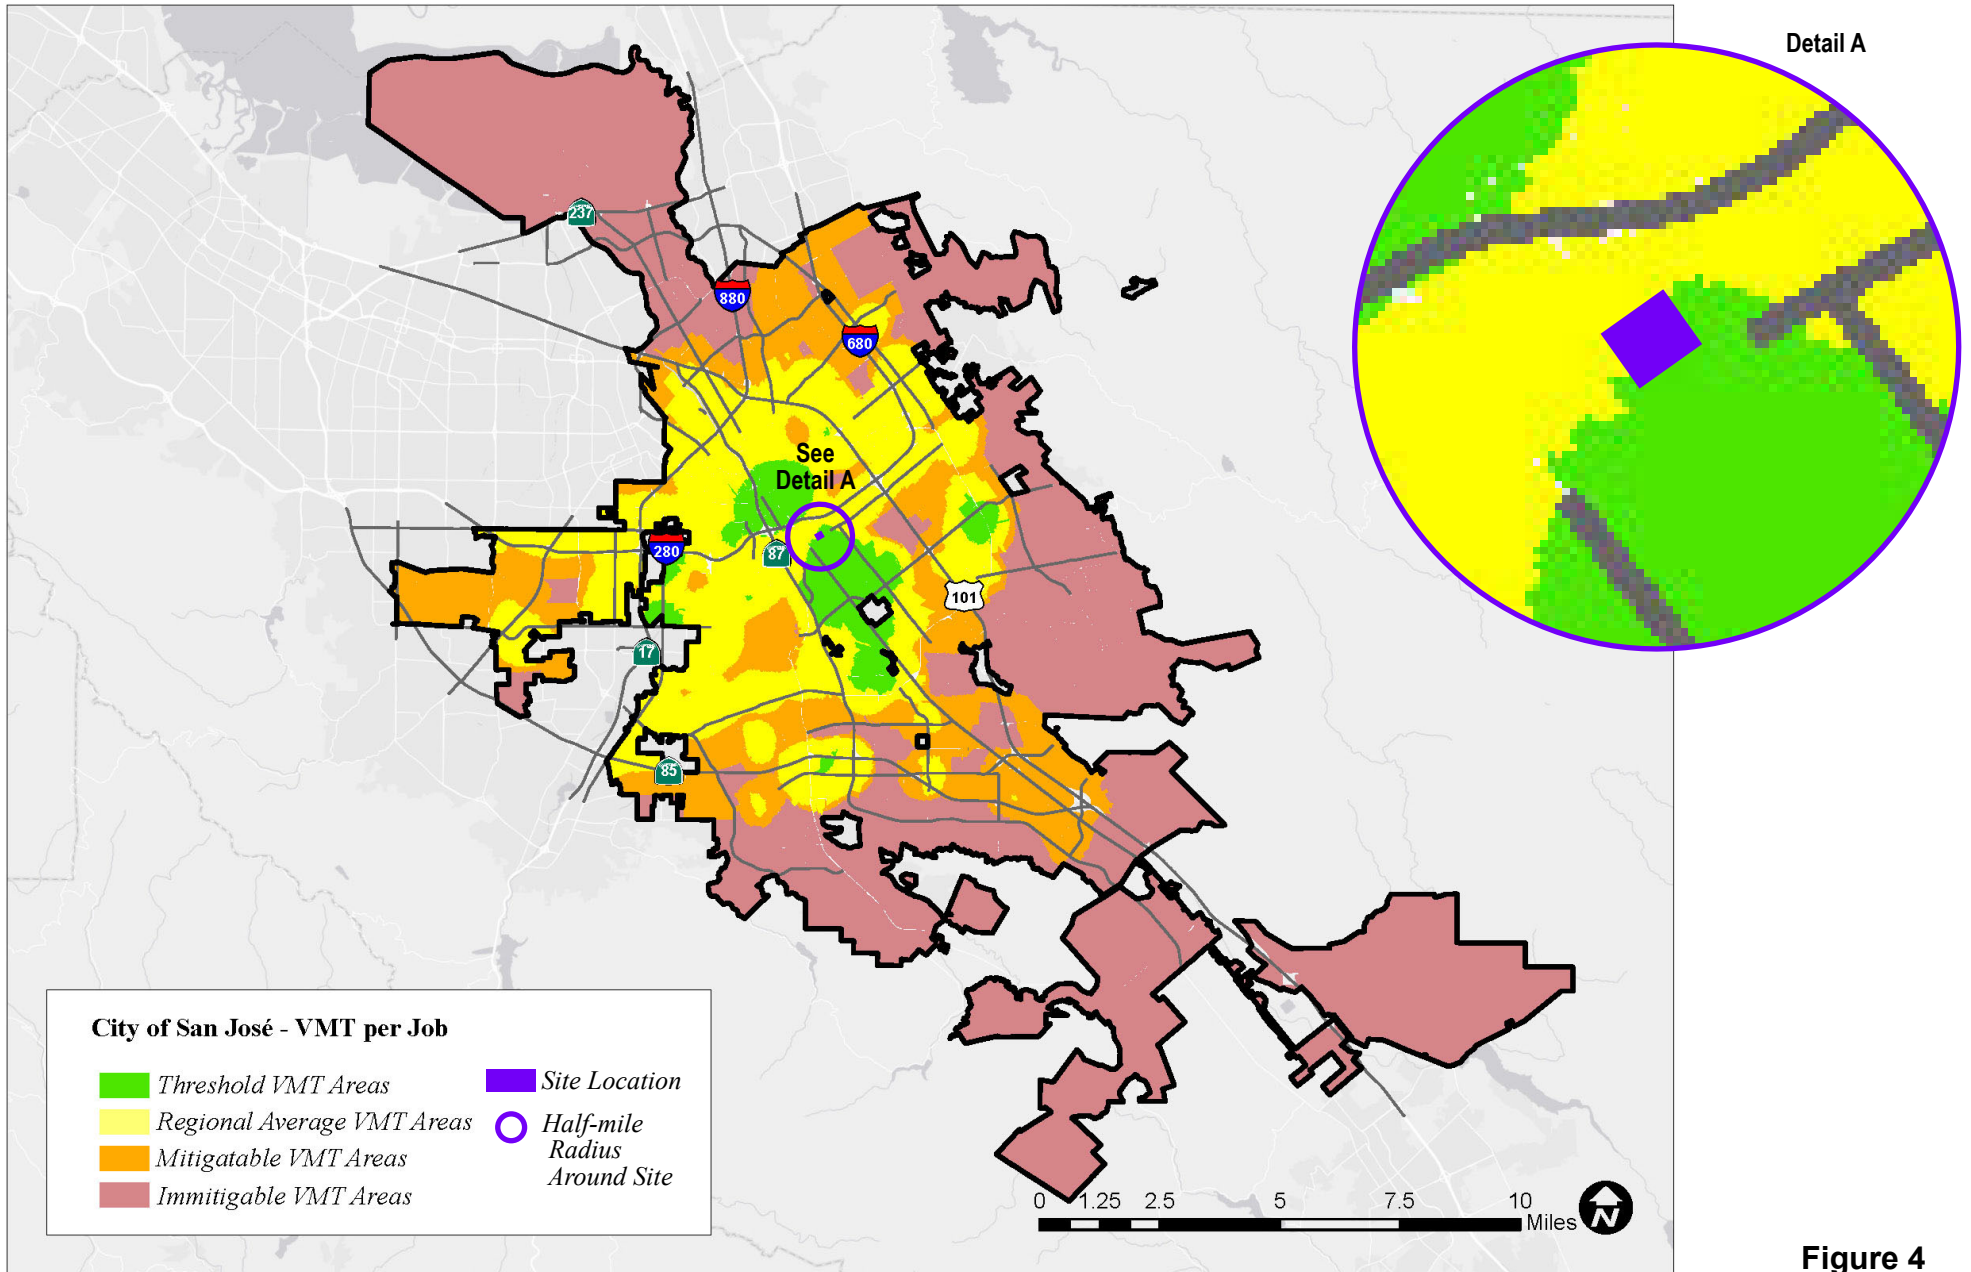 Detail A
237
880
680
See
Detail A
280
87
101
17
85
City of San José - VMT per Job
Threshold VMT Areas
Regional Average VMT Areas
Mitigatable VMT Areas
Immitigable VMT Areas
Site Location
Half-mile
Radius
Around Site
0 1.25 2.5 5 7.5 10
Miles
N
Figure 4